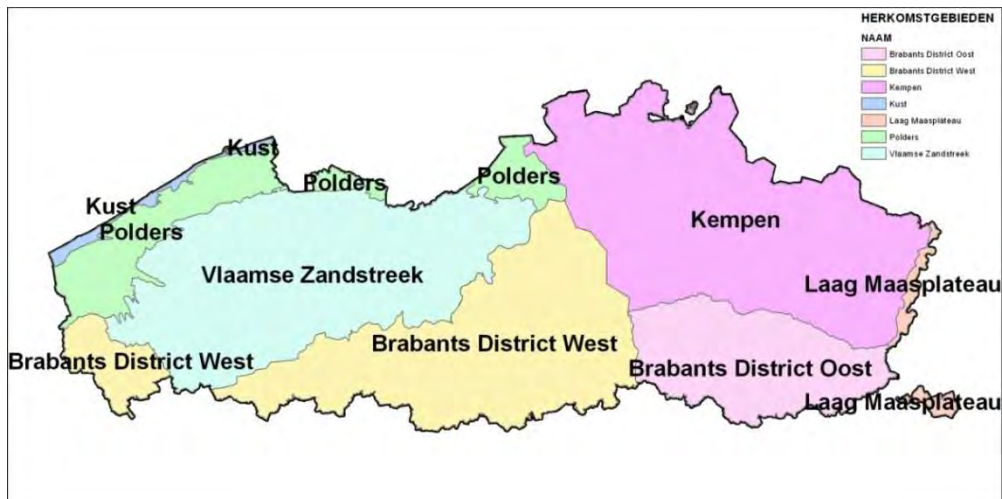 HERKOMSTGEBIEDEN
NAAM
Brabants District Oost
Brabants District West
Kempen
Kust
Laag Maasplateau
Polders
Vlaamse Zandstreek
Kust
Polders
Polders
Kust
Kempen
Polders
Vlaamse Zandstreek
Laag Maasplateau
Brabants District West
Brabants District West
Brabants District Oost
Laag Maasplateau